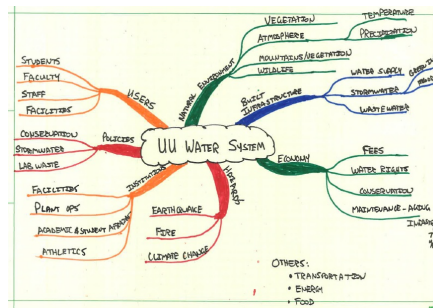 VEGETATION
TEMPERATURE
ATMOSPHERE
PRECIPITATION
MOUNTAINS/VEGETATION
WILDLIFE
NATURAL ENVIRONMENT
STUDENTS
FACULTY
STAFF
FACILITIES
USERS
BUILT INFRASTRUCTURE
WATER SUPPLY
STORMWATER
WASTEWATER
CONSERVATION
STORMWATER
LAB WASTE
POLICIES
UU WATER SYSTEM
ECONOMY
FEES
WATER RIGHTS
CONSERVATION
MAINTENANCE-AGING
INSTITUTIONS
FACILITIES
PLANT OPS
ACADEMIC & STUDENT AFFAIRS
ATHLETICS
HAZARDS
EARTHQUAKE
FIRE
CLIMATE CHANGE
OTHERS:
• TRANSPORTATION
• ENERGY
• FOOD